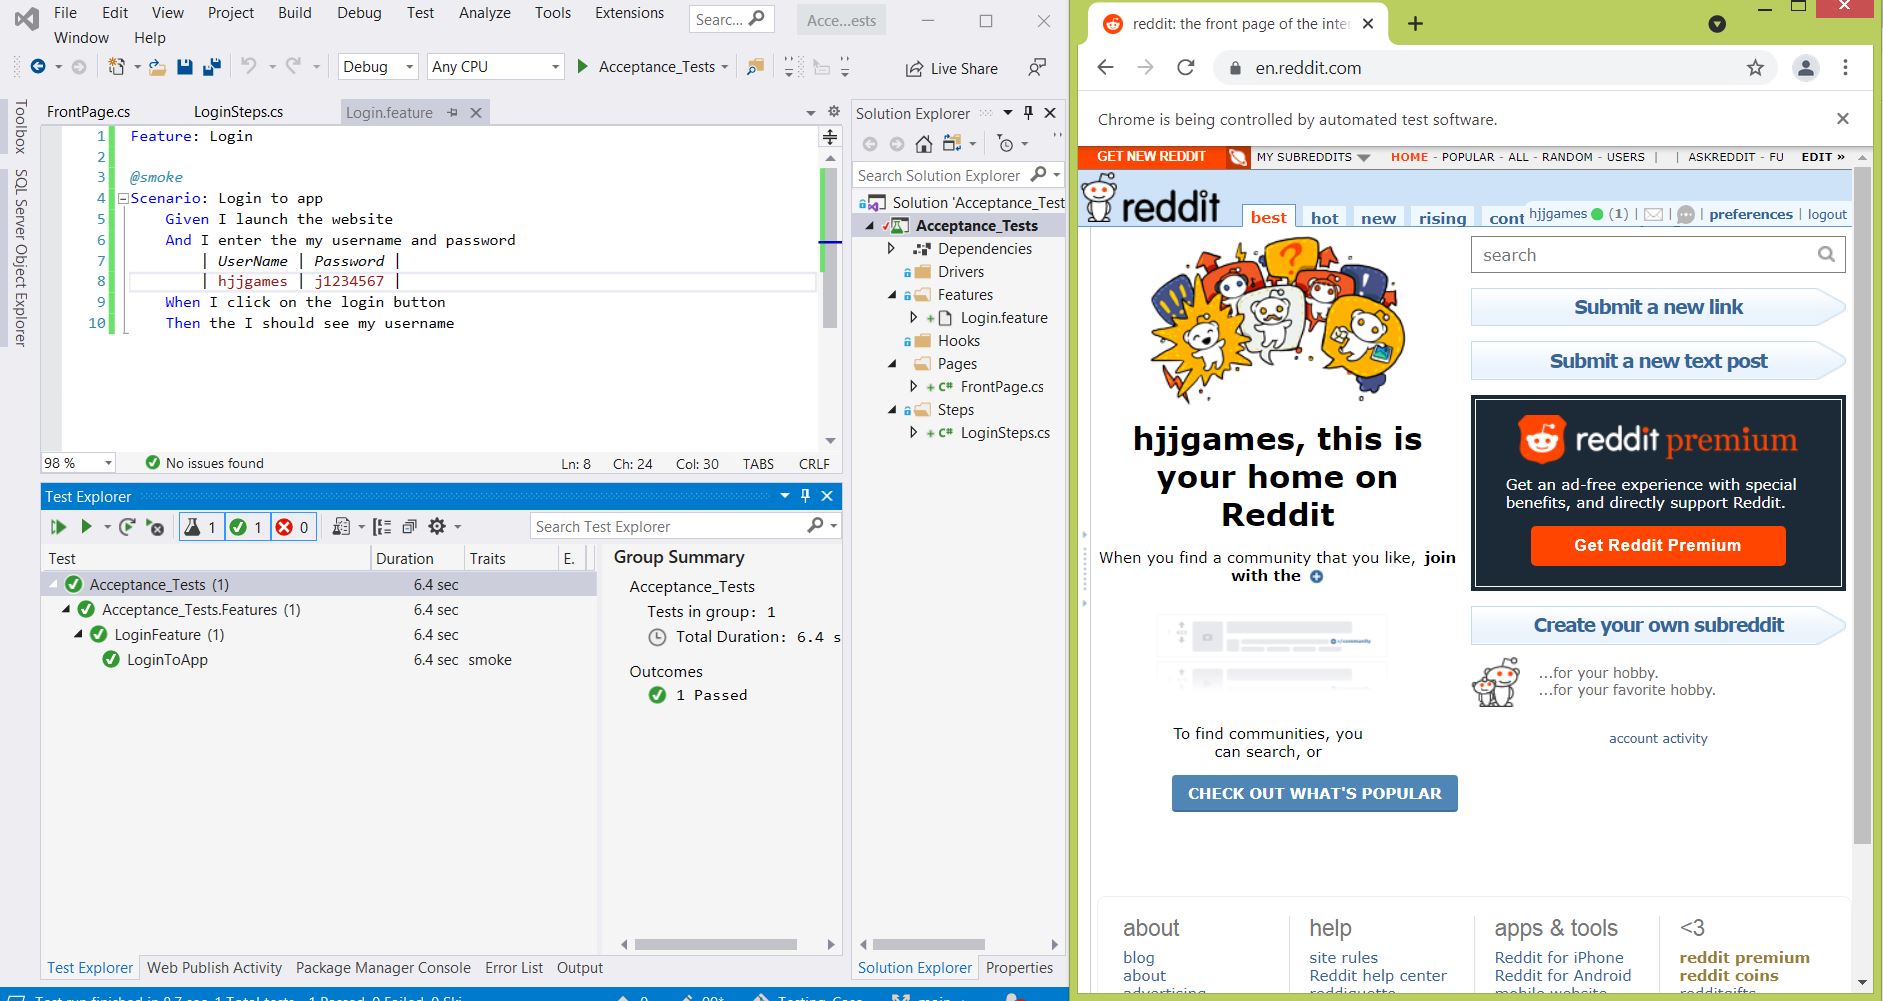 File Edit View Project Build Debug Test Analyze Tools Extensions Searc... Acce...ests
Window Help
Debug Any CPU Acceptance_Tests Live Share
Toolbox
SQL Server Object Explorer
FrontPage.cs LoginSteps.cs Login.feature
1 Feature: Login
2
3 @smoke
4 Scenario: Login to app
5 Given I launch the website
6 And I enter the my username and password
7 | UserName | Password |
8 | hjjgames | j1234567 |
9 When I click on the login button
10 Then the I should see my username
98 % No issues found Ln: 8 Ch: 24 Col: 30 TABS CRLF
Test Explorer
1 1 0 Search Test Explorer
Test Duration Traits E.
Acceptance_Tests (1) 6.4 sec
Acceptance_Tests.Features (1) 6.4 sec
LoginFeature (1) 6.4 sec
LoginToApp 6.4 sec smoke
Group Summary
Acceptance_Tests
Tests in group: 1
Total Duration: 6.4 s
Outcomes
1 Passed
Test Explorer Web Publish Activity Package Manager Console Error List Output
Solution Explorer
Search Solution Explorer
Solution 'Acceptance_Test
Acceptance_Tests
Dependencies
Drivers
Features
Login.feature
Hooks
Pages
C# FrontPage.cs
Steps
C# LoginSteps.cs
Solution Explorer Properties
reddit: the front page of the inter
en.reddit.com
Chrome is being controlled by automated test software.
GET NEW REDDIT MY SUBREDDITS HOME - POPULAR - ALL - RANDOM - USERS | | ASKREDDIT - FU EDIT »
reddit best hot new rising cont hjjgames (1) | | | preferences | logout
search
Submit a new link
Submit a new text post
reddit premium
Get an ad-free experience with special
benefits, and directly support Reddit.
Get Reddit Premium
Create your own subreddit
...for your hobby.
...for your favorite hobby.
account activity
hjjgames, this is
your home on
Reddit
When you find a community that you like, join
with the
To find communities, you
can search, or
CHECK OUT WHAT'S POPULAR
about
blog
about
advertising
help
site rules
Reddit help center
rediquette
apps & tools
Reddit for iPhone
Reddit for Android
mobile website
<3
reddit premium
reddit coins
redditgifts